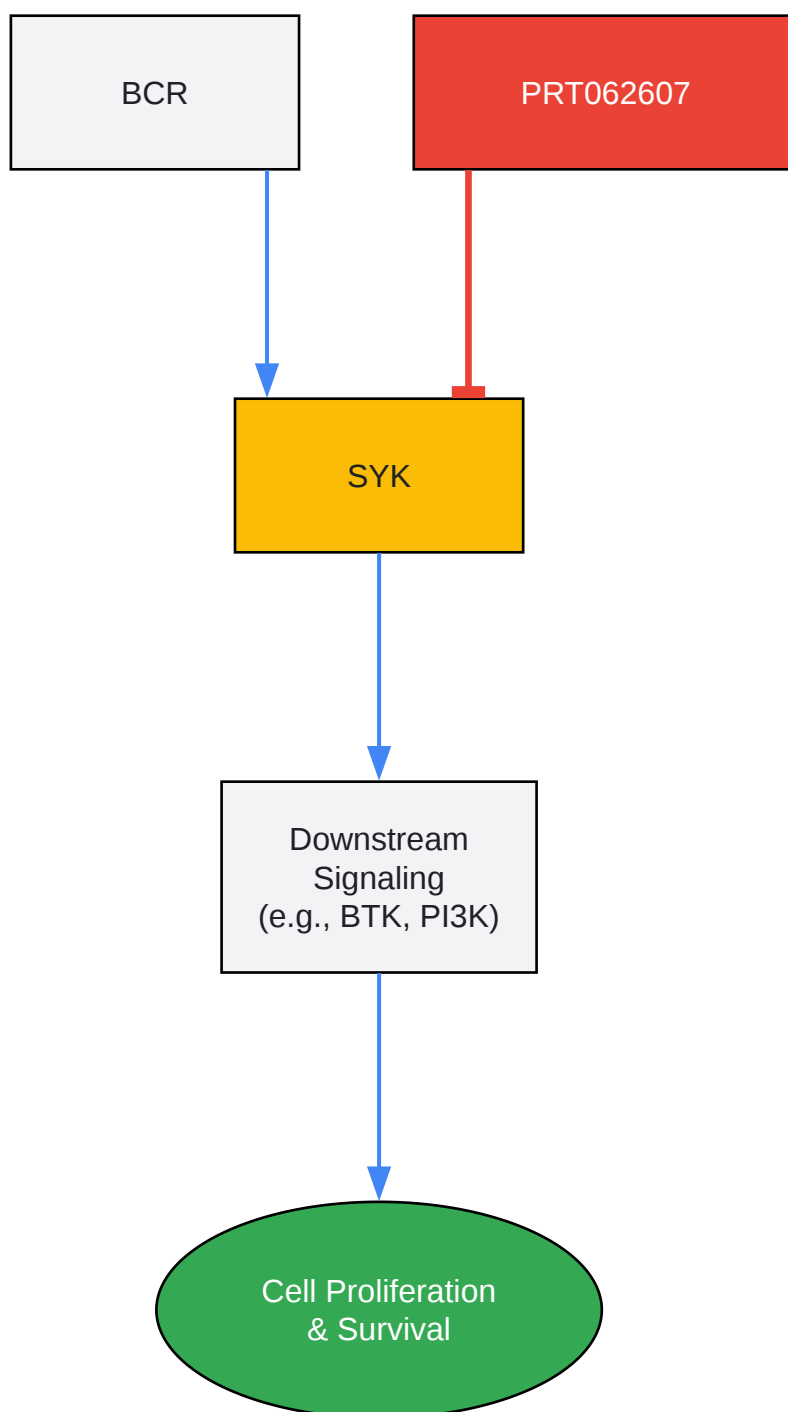 BCR
PRT062607
SYK
Downstream
Signaling
(e.g., BTK, PI3K)
Cell Proliferation
& Survival